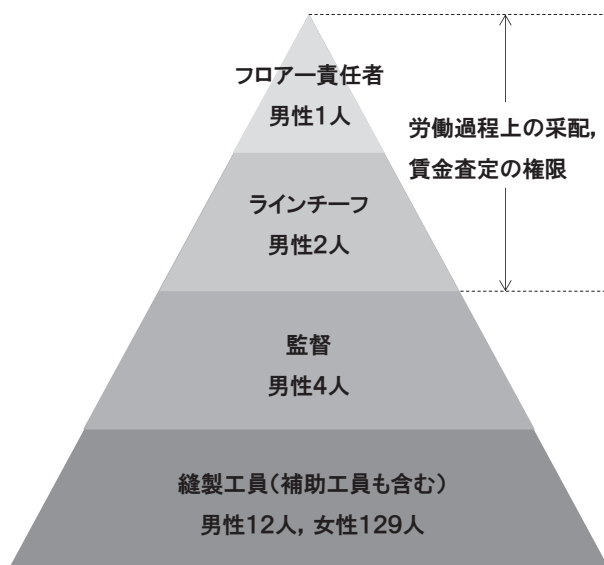 フロアー責任者
男性1人
労働過程上の采配，
賃金査定の権限
ラインチーフ
男性2人
監督
男性4人
縫製工員（補助工員も含む）
男性12人，女性129人